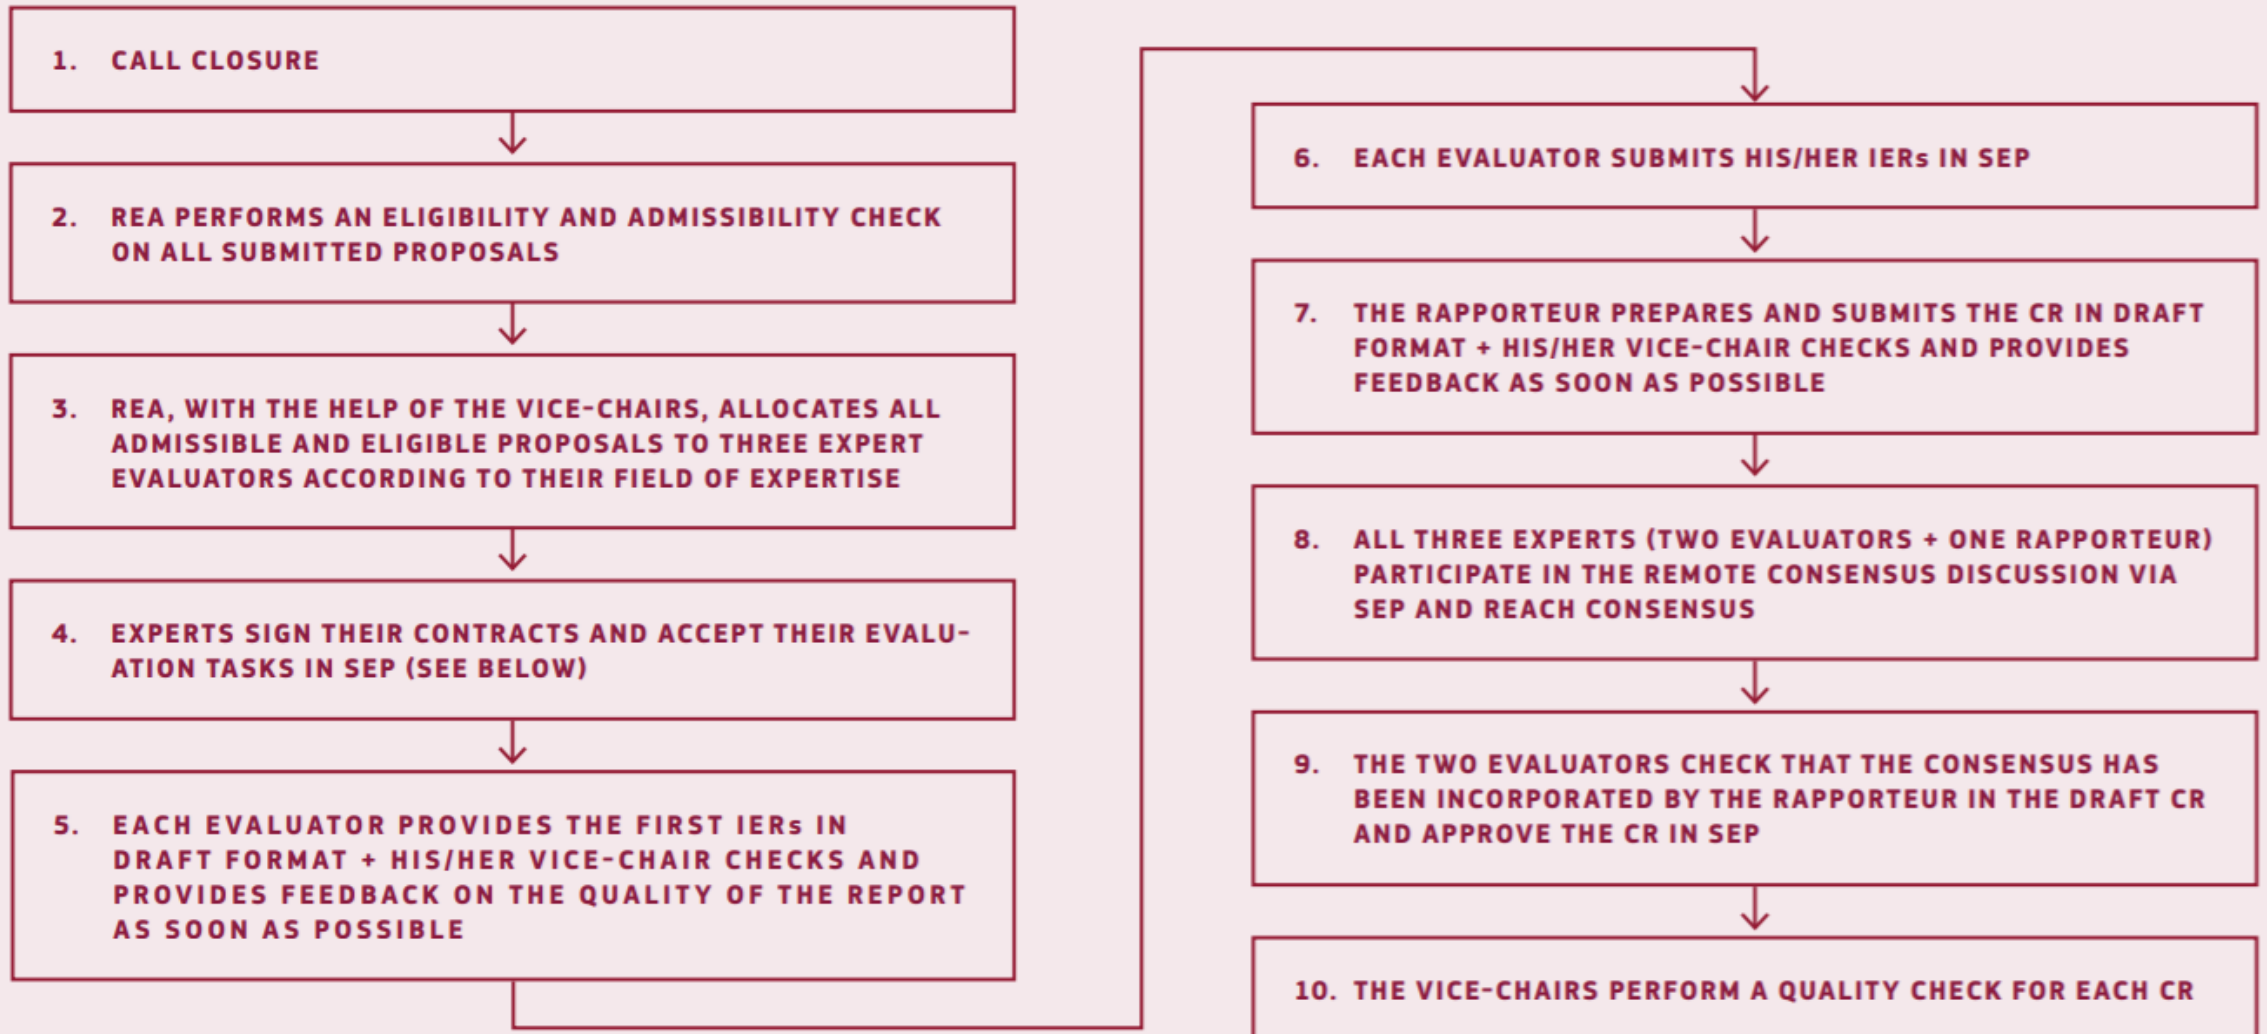 1. CALL CLOSURE
2. REA PERFORMS AN ELIGIBILITY AND ADMISSIBILITY CHECK
ON ALL SUBMITTED PROPOSALS
3. REA, WITH THE HELP OF THE VICE-CHAIRS, ALLOCATES ALL
ADMISSIBLE AND ELIGIBLE PROPOSALS TO THREE EXPERT
EVALUATORS ACCORDING TO THEIR FIELD OF EXPERTISE
4. EXPERTS SIGN THEIR CONTRACTS AND ACCEPT THEIR EVALU-
ATION TASKS IN SEP (SEE BELOW)
5. EACH EVALUATOR PROVIDES THE FIRST IERs IN
DRAFT FORMAT + HIS/HER VICE-CHAIR CHECKS AND
PROVIDES FEEDBACK ON THE QUALITY OF THE REPORT
AS SOON AS POSSIBLE
6. EACH EVALUATOR SUBMITS HIS/HER IERs IN SEP
7. THE RAPPORTEUR PREPARES AND SUBMITS THE CR IN DRAFT
FORMAT + HIS/HER VICE-CHAIR CHECKS AND PROVIDES
FEEDBACK AS SOON AS POSSIBLE
8. ALL THREE EXPERTS (TWO EVALUATORS + ONE RAPPORTEUR)
PARTICIPATE IN THE REMOTE CONSENSUS DISCUSSION VIA
SEP AND REACH CONSENSUS
9. THE TWO EVALUATORS CHECK THAT THE CONSENSUS HAS
BEEN INCORPORATED BY THE RAPPORTEUR IN THE DRAFT CR
AND APPROVE THE CR IN SEP
10. THE VICE-CHAIRS PERFORM A QUALITY CHECK FOR EACH CR